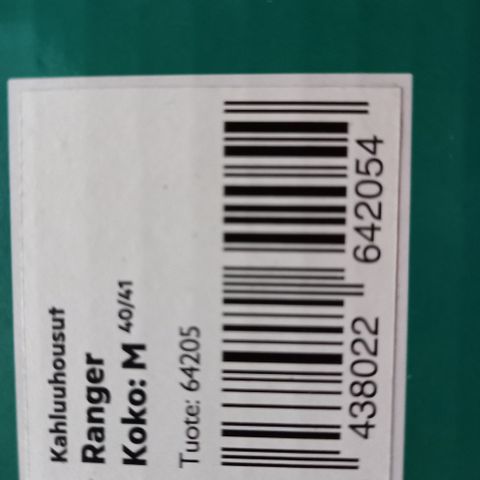 Kahluuhousut
Ranger
Koko: M 40/41
Tuote: 64205
438022 642054